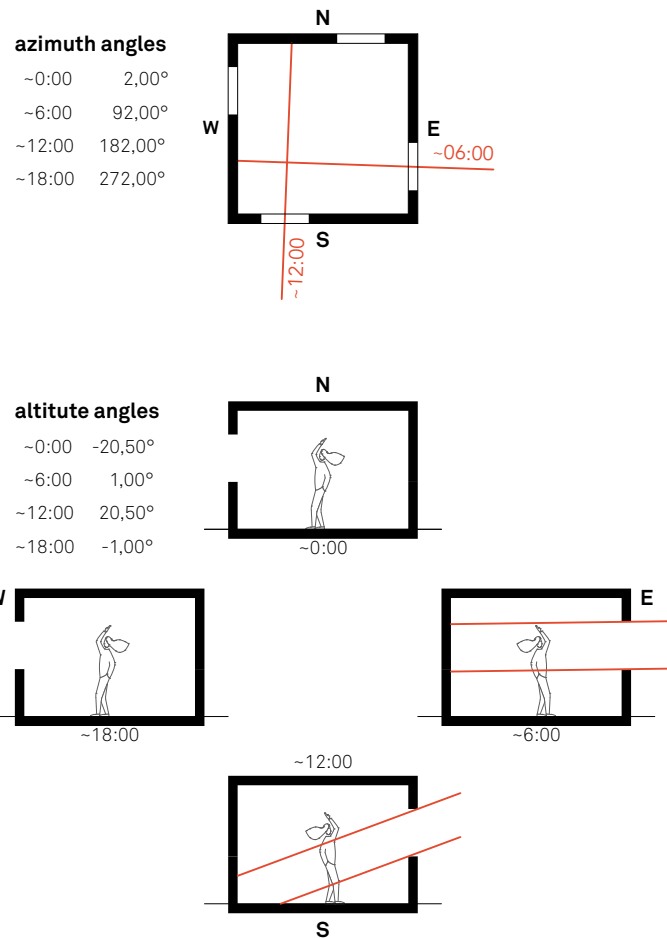 N
azimuth angles
~0:00 2,00°
~6:00 92,00°
~12:00 182,00°
~18:00 272,00°
W
E
~06:00
S
~12:00
N
altitute angles
~0:00 -20,50°
~6:00 1,00°
~12:00 20,50°
~18:00 -1,00°
~0:00
W
E
~18:00
~6:00
~12:00
S